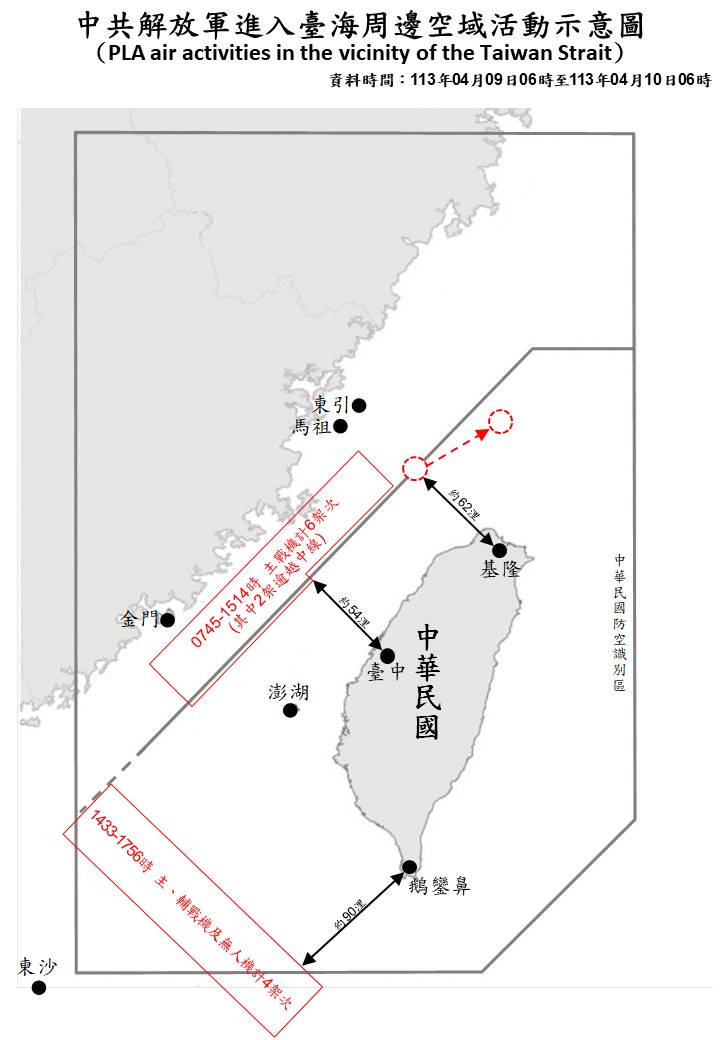 中共解放軍進入臺海周邊空域活動示意圖
（PLA air activities in the vicinity of the Taiwan Strait）
資料時間：113年04月09日06時至113年04月10日06時
東引
馬祖
約62浬
基隆
0745-1514時 主戰機計6架次
(其中2架逾越中線)
中華民國防空識別區
金門
約54浬
臺中
中華民國
澎湖
1433-1756時 主、輔戰機及無人機計4架次
鵝鑾鼻
約90浬
東沙